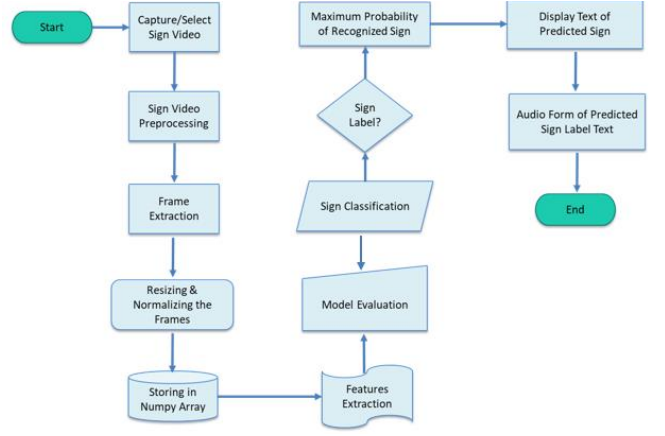 Start
Capture/Select
Sign Video
Sign Video
Preprocessing
Frame
Extraction
Resizing &
Normalizing the
Frames
Storing in
Numpy Array
Features
Extraction
Model Evaluation
Sign Classification
Sign
Label?
Maximum Probability
of Recognized Sign
Display Text of
Predicted Sign
Audio Form of Predicted
Sign Label Text
End